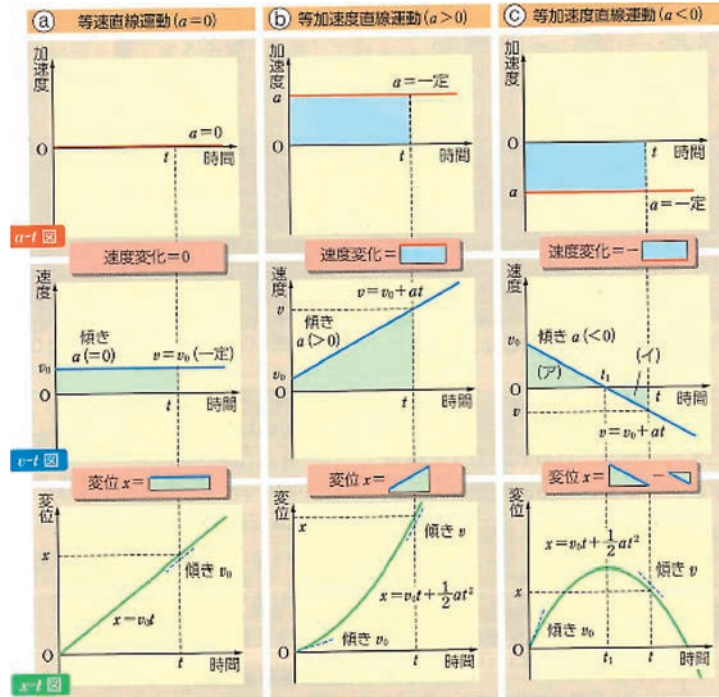 ⓐ 等速直線運動(a=0)
ⓑ 等加速度直線運動(a>0)
ⓒ 等加速度直線運動(a<0)
加速度
O
a=0
t
時間
a-t 図
加速度
a
a=一定
O
t
時間
加速度
O
t
時間
a
a=一定
速度変化=0
速度変化=
速度変化=-
速度
傾き
a(=0)
v=v₀(一定)
v₀
O
t
時間
v-t 図
速度
v=v₀+at
v
傾き
a(>0)
v₀
O
t
時間
速度
v₀
傾き a(<0)
(ア)
(イ)
t₁
t
O
時間
v
v=v₀+at
変位 x=
変位 x=
変位 x= -
変位
x
傾き v₀
x=v₀t
O
t
時間
x-t 図
変位
x
傾き v
x=v₀t+1/2at²
傾き v₀
O
t
時間
変位
x=v₀t+1/2at²
傾き v
x
傾き v₀
O
t₁
t
時間